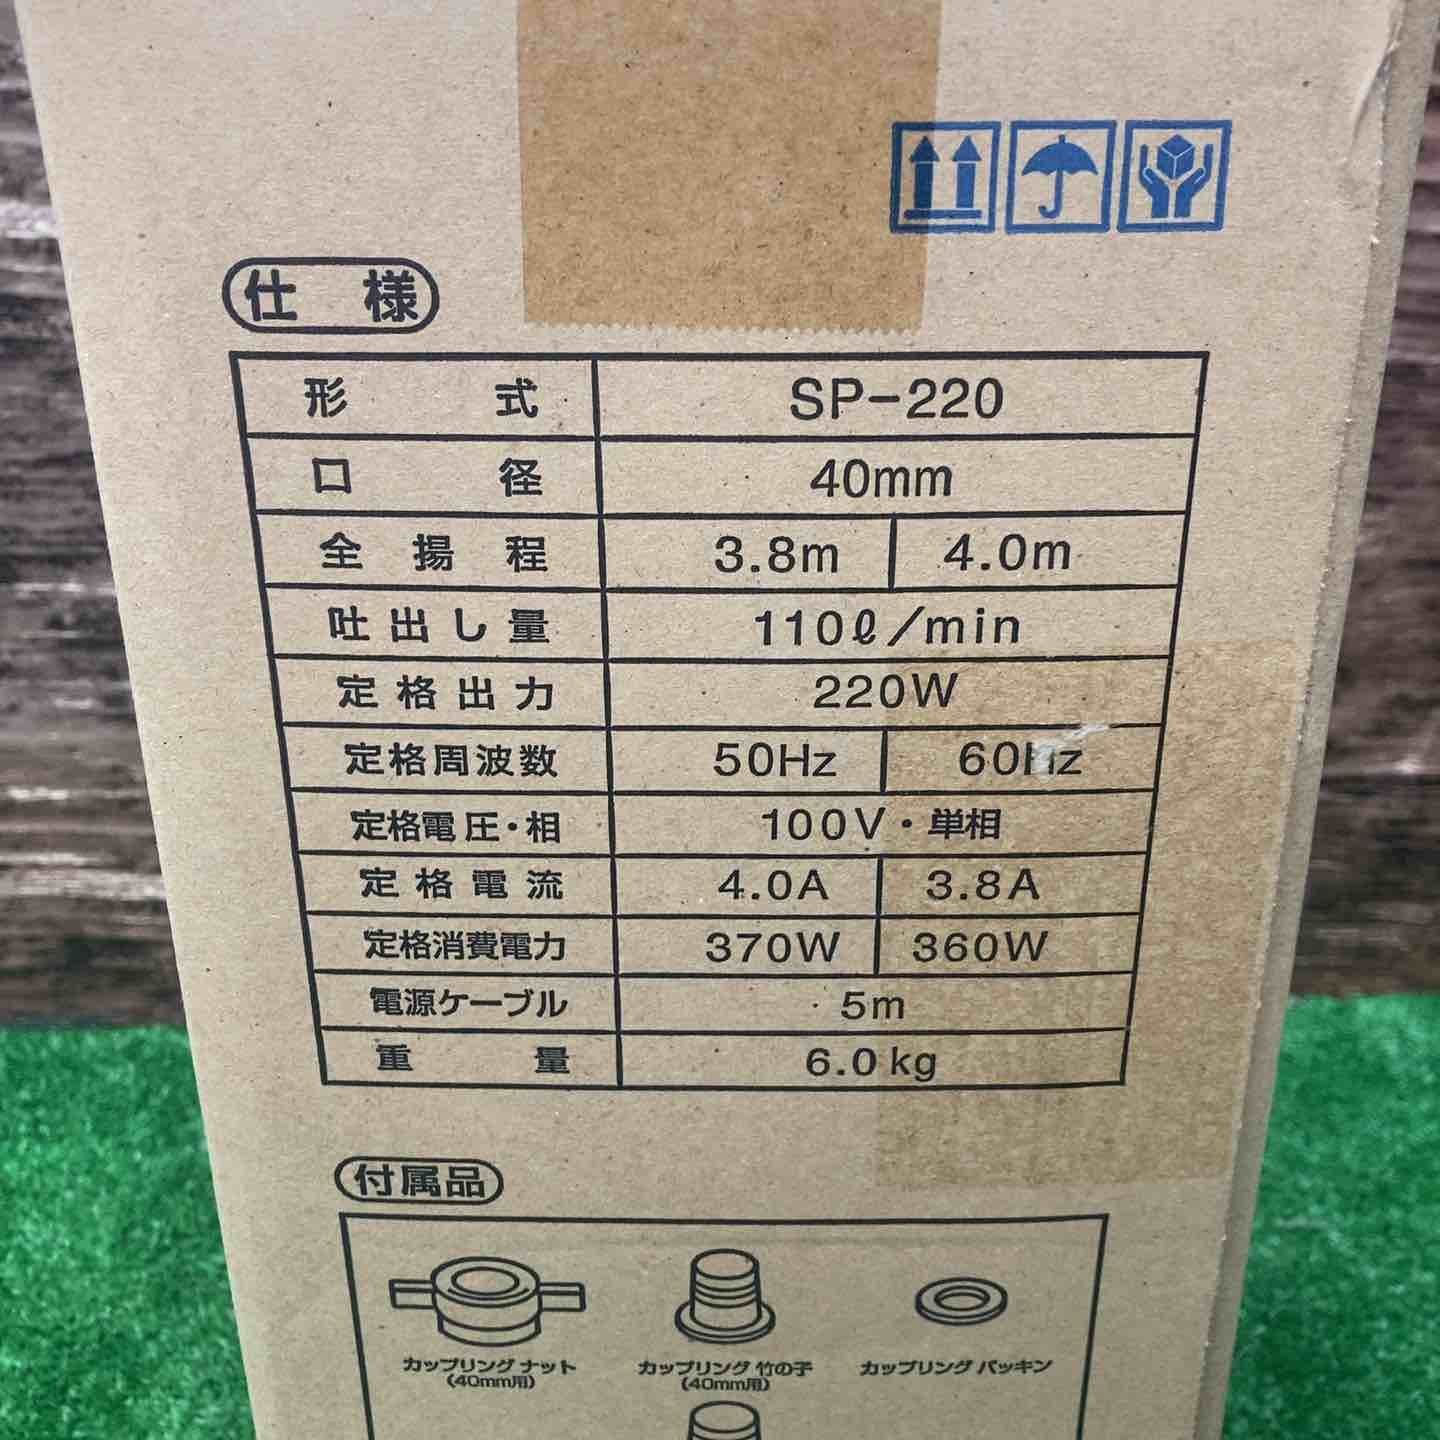 仕様
形式 SP-220
口径 40mm
全揚程 3.8m 4.0m
吐出し量 110ℓ/min
定格出力 220W
定格周波数 50Hz 60Hz
定格電圧・相 100V・単相
定格電流 4.0A 3.8A
定格消費電力 370W 360W
電源ケーブル 5m
重量 6.0kg
付属品
カップリング ナット カップリング 竹の子 カップリング パッキン
(40mm用) (40mm用)